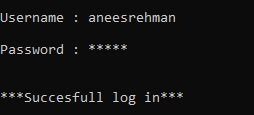 Username : aneesrehman
Password : *****
***Succesfull log in***